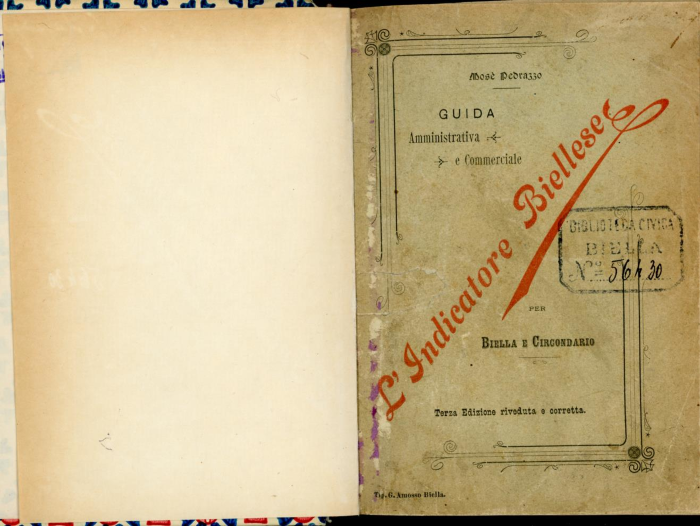 Mosè Pedrazzo
GUIDA
Amministrativa
e Commerciale
L'Indicatore Biellese
BIBLIOTECA CIVICA
BIELLA
PER
BIELLA E CIRCONDARIO
Terza Edizione riveduta e corretta.
Tip. G. Amosso Biella.